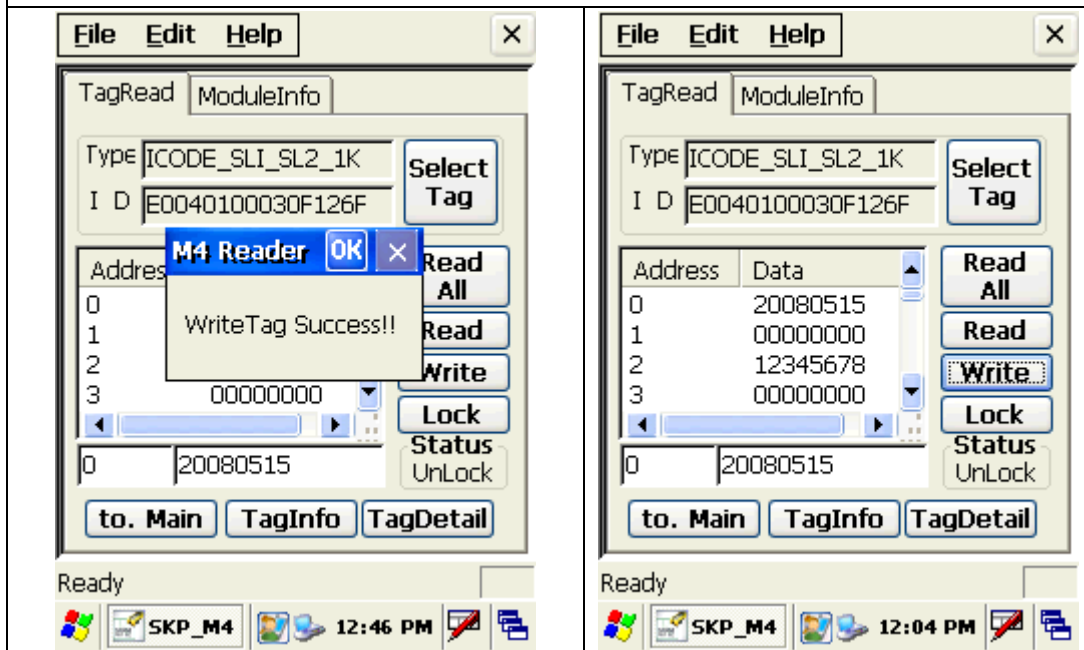 File Edit Help
TagRead ModuleInfo
Type ICODE_SLI_SL2_1K
Select Tag
I D E0040100030F126F
M4 Reader OK
WriteTag Success!!
Addres
0
1
2
3 00000000
Read All
Read
Write
Lock
Status
UnLock
0 20080515
to. Main TagInfo TagDetail
Ready
SKP_M4 12:46 PM
File Edit Help
TagRead ModuleInfo
Type ICODE_SLI_SL2_1K
Select Tag
I D E0040100030F126F
Address Data
0 20080515
1 00000000
2 12345678
3 00000000
Read All
Read
Write
Lock
Status
UnLock
0 20080515
to. Main TagInfo TagDetail
Ready
SKP_M4 12:04 PM